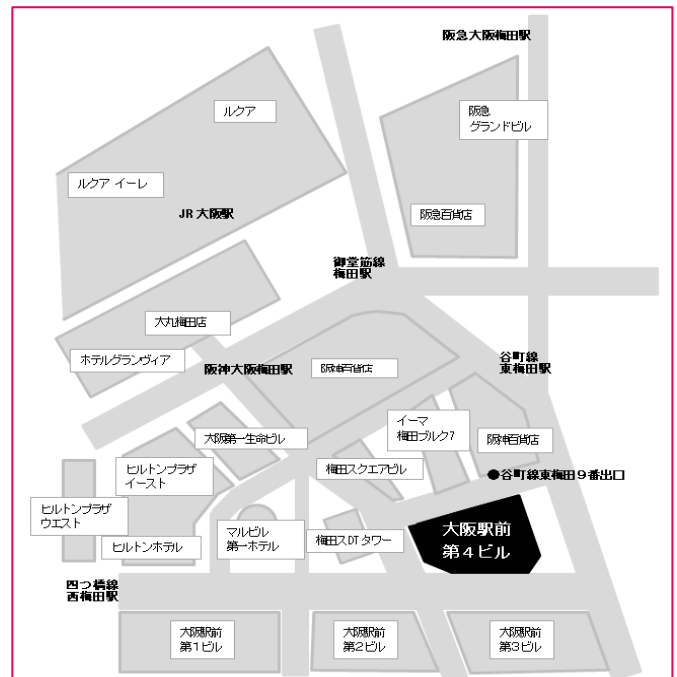 阪急大阪梅田駅
ルクア
阪急
グランドビル
ルクア イーレ
JR 大阪駅
阪急百貨店
御堂筋線
梅田駅
大丸梅田店
ホテルグランヴィア
阪神大阪梅田駅
阪神百貨店
谷町線
東梅田駅
イーマ
梅田ブルク7
大阪第一生命ビル
阪神百貨店
ヒルトンプラザ
イースト
梅田スクエアビル
●谷町線東梅田９番出口
ヒルトンプラザ
ウエスト
ヒルトンホテル
マルビル
第一ホテル
梅田スDTタワー
大阪駅前
第４ビル
四つ橋線
西梅田駅
大阪駅前
第１ビル
大阪駅前
第２ビル
大阪駅前
第３ビル